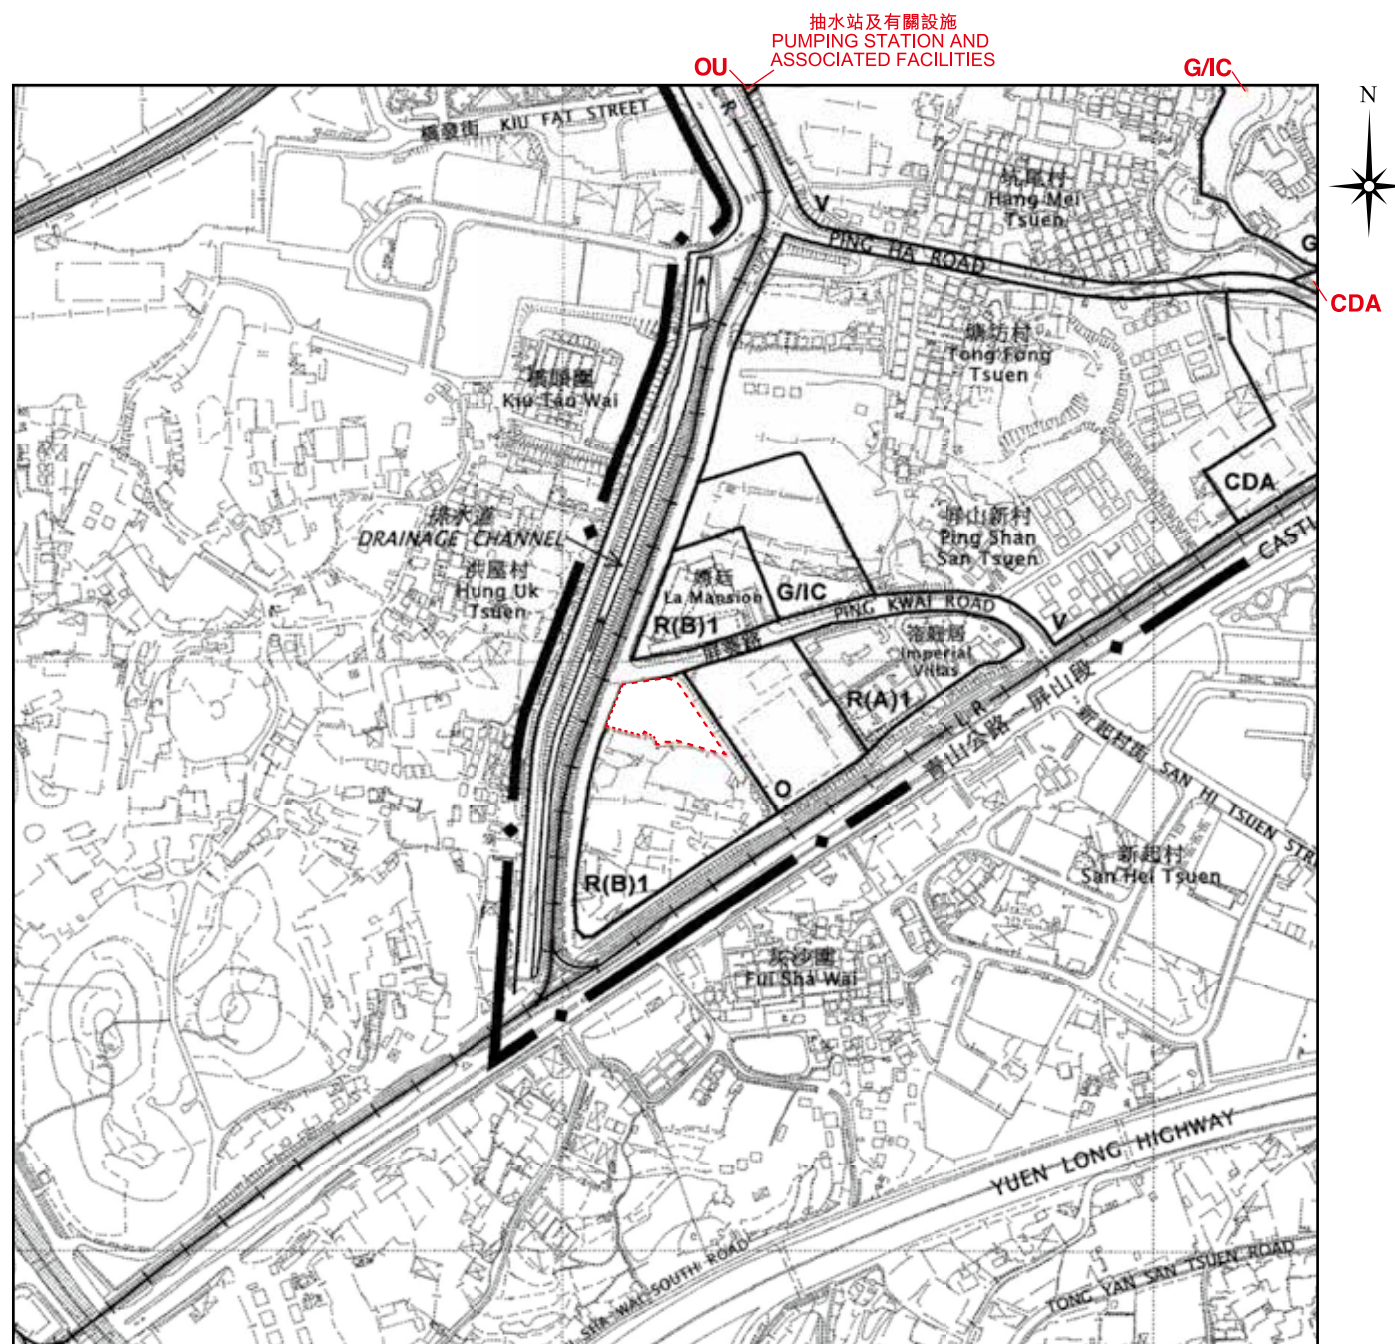 抽水站及有關設施
PUMPING STATION AND
ASSOCIATED FACILITIES
OU
G/IC
N
橋發街 KIU FAT STREET
L R
坑尾村
Hang Mei
Tsuen
V
PING HA ROAD
G
CDA
塘坊村
Tong Fong
Tsuen
橋頭圍
Kiu Tau Wai
CDA
排水道
DRAINAGE CHANNEL
屏山新村
Ping Shan
San Tsuen
CASTL
洪屋村
Hung Uk
Tsuen
La Mansion
G/IC
PING KWAI ROAD
R(B)1
屏葵路
Imperial
Villas
V
R(A)1
L R
青山公路－屏山段
新起村
SAN HI TSUEN STR
O
新起村
San Hei Tsuen
R(B)1
灰沙圍
Fui Sha Wai
YUEN LONG HIGHWAY
SHA WAI SOUTH ROAD
TONG YAN SAN TSUEN ROAD